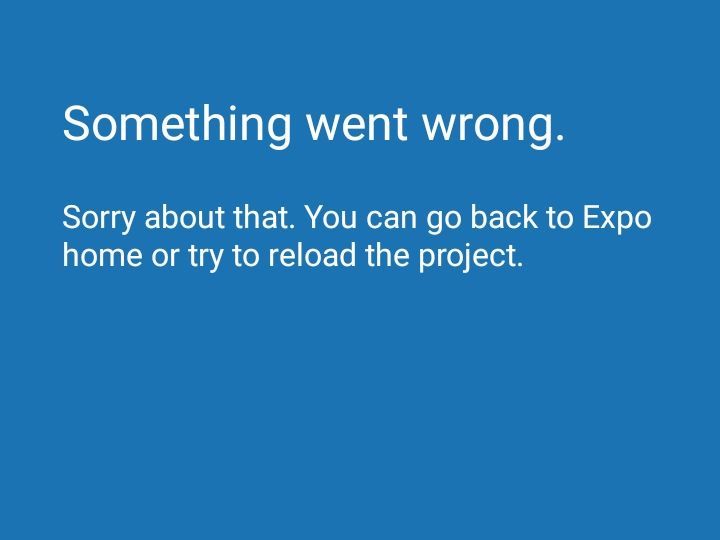 Something went wrong.
Sorry about that. You can go back to Expo
home or try to reload the project.